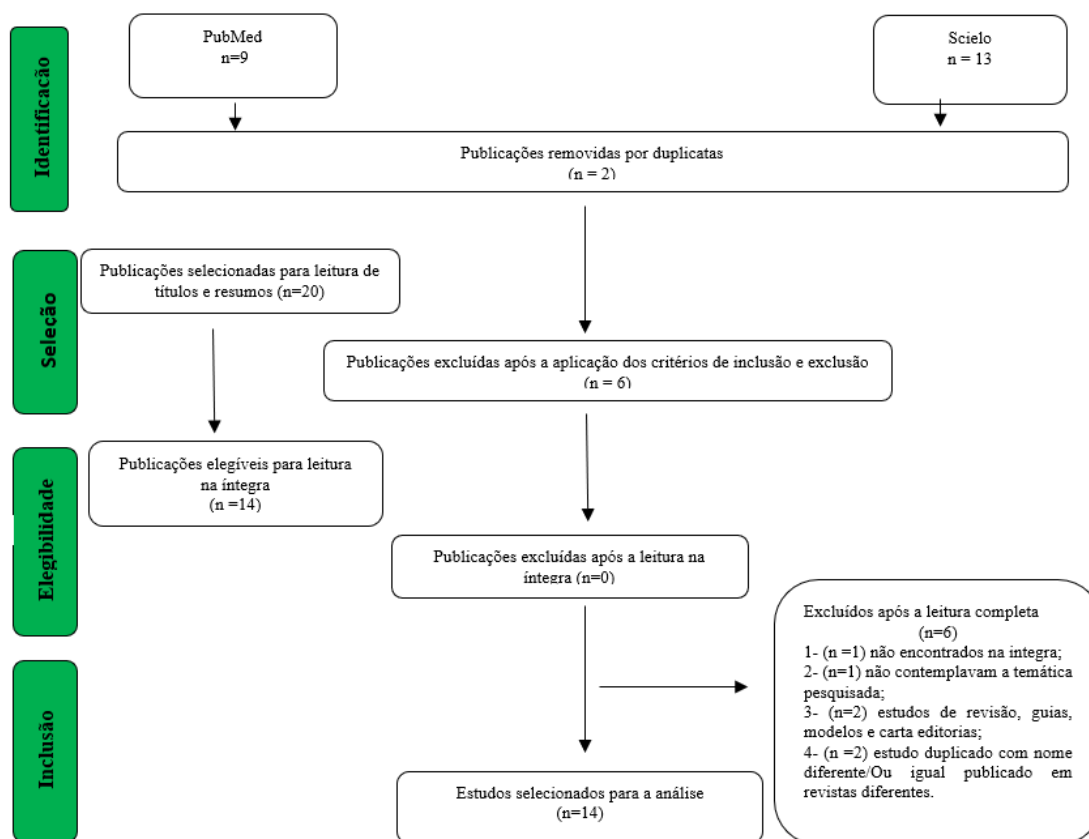 Identificação
PubMed
n=9
Scielo
n = 13
Publicações removidas por duplicatas
(n = 2)
Seleção
Publicações selecionadas para leitura de
títulos e resumos (n=20)
Publicações excluídas após a aplicação dos critérios de inclusão e exclusão
(n = 6)
Elegibilidade
Publicações elegíveis para leitura
na íntegra
(n =14)
Publicações excluídas após a leitura na
íntegra (n=0)
Excluídos após a leitura completa
(n=6)
1- (n =1) não encontrados na integra;
2- (n=1) não contemplavam a temática
pesquisada;
3- (n=2) estudos de revisão, guias,
modelos e carta editorias;
4- (n =2) estudo duplicado com nome
diferente/Ou igual publicado em
revistas diferentes.
Inclusão
Estudos selecionados para a análise
(n=14)